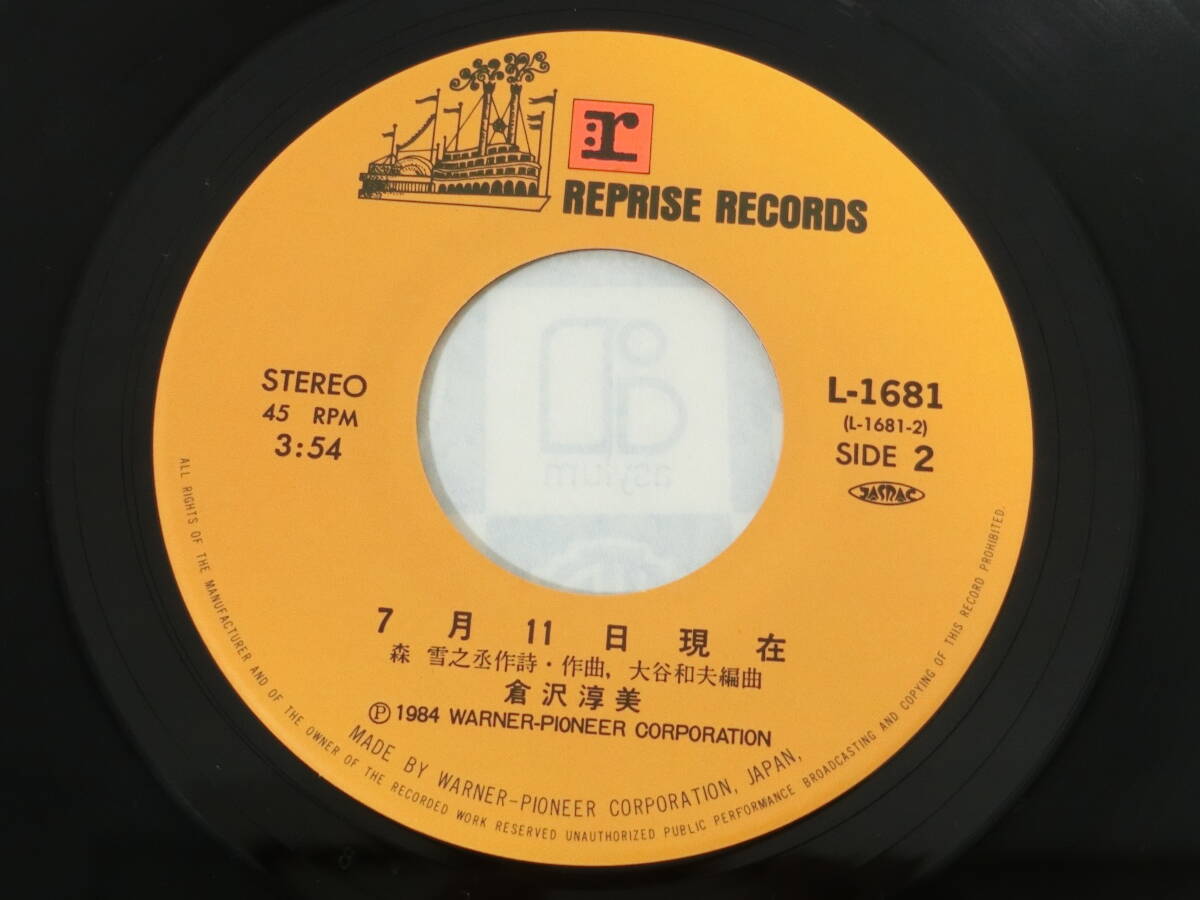 r
REPRISE RECORDS
STEREO
45 RPM
3:54
L-1681
(L-1681-2)
SIDE 2
JASRAC
asylum
7月11日現在
森 雪之丞作詩・作曲, 大谷和夫編曲
倉沢淳美
Ⓟ 1984 WARNER-PIONEER CORPORATION
MADE BY WARNER-PIONEER CORPORATION, JAPAN,
ALL RIGHTS OF THE MANUFACTURER AND OF THE OWNER OF THE RECORDED WORK RESERVED UNAUTHORIZED PUBLIC PERFORMANCE BROADCASTING AND COPYING OF THIS RECORD PROHIBITED.